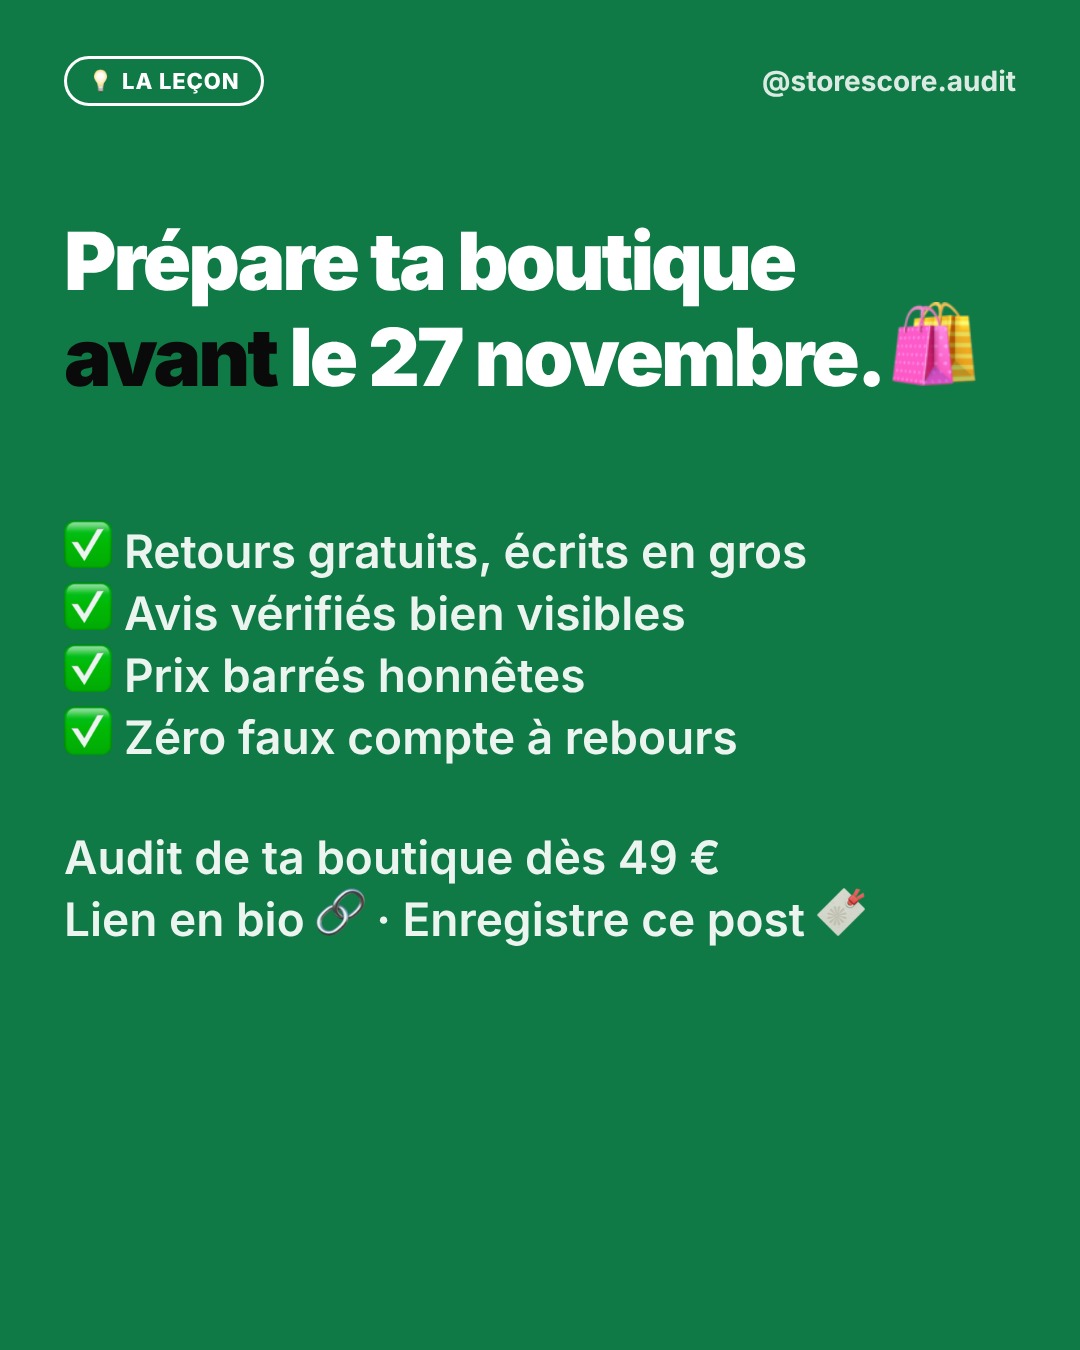 💡 LA LEÇON
@storescore.audit
Prépare ta boutique
avant le 27 novembre. 🛍️
✅ Retours gratuits, écrits en gros
✅ Avis vérifiés bien visibles
✅ Prix barrés honnêtes
✅ Zéro faux compte à rebours
Audit de ta boutique dès 49 €
Lien en bio 🔗 · Enregistre ce post 🔖